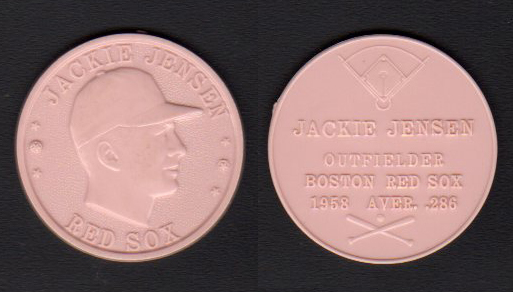 JACKIE JENSEN
RED SOX
JACKIE JENSEN
OUTFIELDER
BOSTON RED SOX
1958 AVER. .286